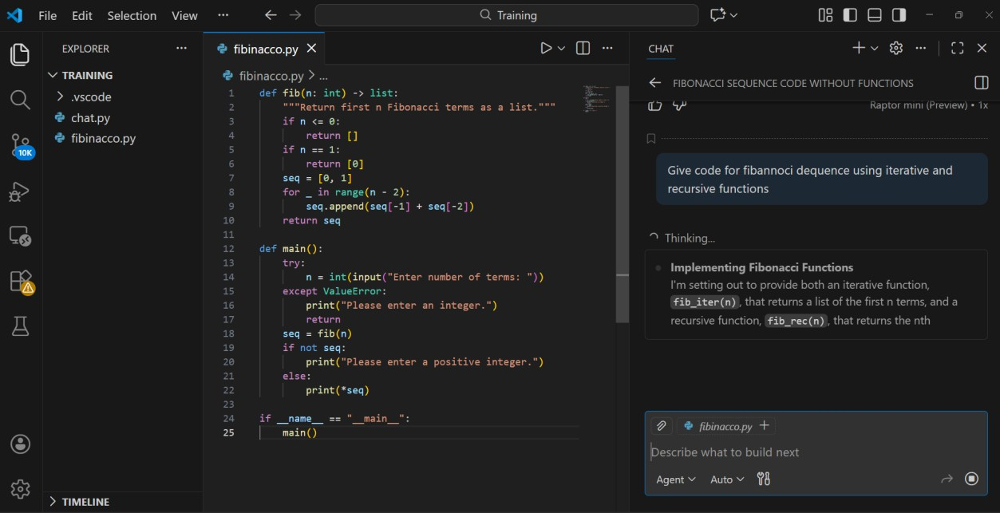 File Edit Selection View ··· Training
EXPLORER ···
TRAINING
.vscode
chat.py
fibinacco.py
10K
TIMELINE
fibinacco.py
fibinacco.py > ...
1 def fib(n: int) -> list:
2 """Return first n Fibonacci terms as a list."""
3 if n <= 0:
4 return []
5 if n == 1:
6 return [0]
7 seq = [0, 1]
8 for _ in range(n - 2):
9 seq.append(seq[-1] + seq[-2])
10 return seq
11
12 def main():
13 try:
14 n = int(input("Enter number of terms: "))
15 except ValueError:
16 print("Please enter an integer.")
17 return
18 seq = fib(n)
19 if not seq:
20 print("Please enter a positive integer.")
21 else:
22 print(*seq)
23
24 if __name__ == "__main__":
25 main()
CHAT
FIBONACCI SEQUENCE CODE WITHOUT FUNCTIONS
Raptor mini (Preview) • 1x
Give code for fibannoci dequence using iterative and
recursive functions
Thinking...
Implementing Fibonacci Functions
I'm setting out to provide both an iterative function,
fib_iter(n), that returns a list of the first n terms, and a
recursive function, fib_rec(n), that returns the nth
fibinacco.py
Describe what to build next
Agent Auto